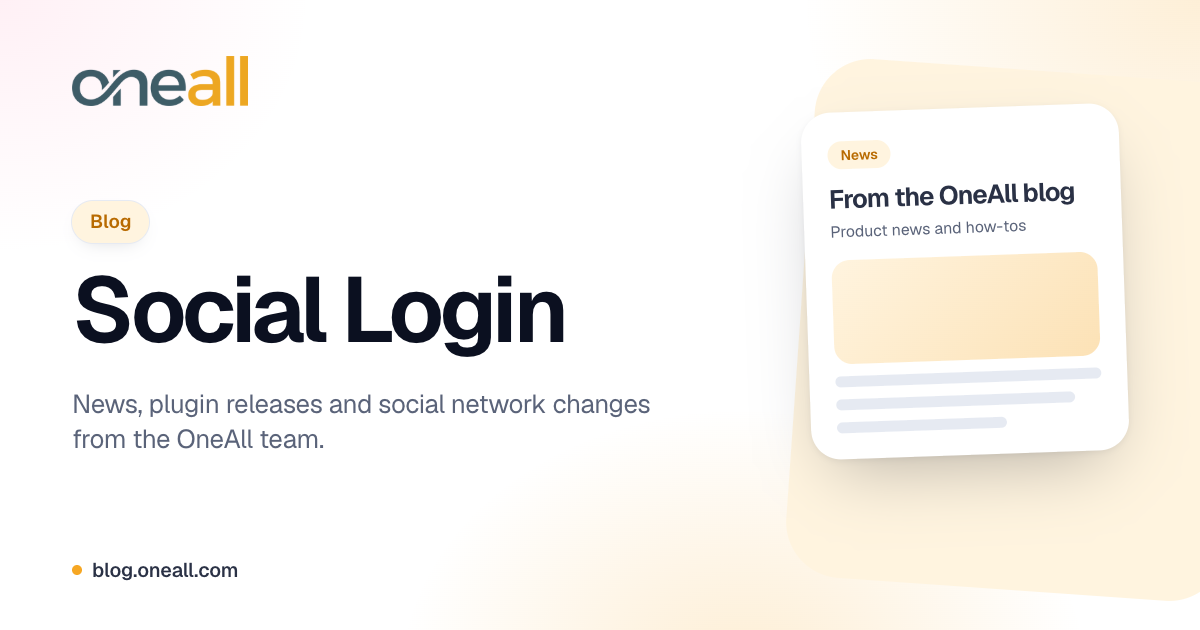 oneall
Blog
Social Login
News, plugin releases and social network changes
from the OneAll team.
blog.oneall.com
News
From the OneAll blog
Product news and how-tos